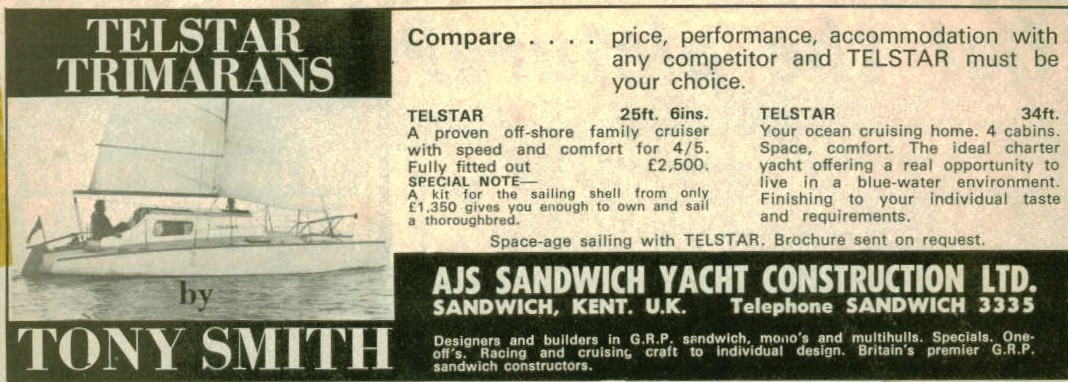 TELSTAR
TRIMARANS
by
TONY SMITH
Compare . . . . price, performance, accommodation with
any competitor and TELSTAR must be
your choice.
TELSTAR 25ft. 6ins.
A proven off-shore family cruiser
with speed and comfort for 4/5.
Fully fitted out £2,500.
SPECIAL NOTE—
A kit for the sailing shell from only
£1,350 gives you enough to own and sail
a thoroughbred.
TELSTAR 34ft.
Your ocean cruising home. 4 cabins.
Space, comfort. The ideal charter
yacht offering a real opportunity to
live in a blue-water environment.
Finishing to your individual taste
and requirements.
Space-age sailing with TELSTAR. Brochure sent on request.
AJS SANDWICH YACHT CONSTRUCTION LTD.
SANDWICH, KENT. U.K. Telephone SANDWICH 3335
Designers and builders in G.R.P. sandwich, mono's and multihulls. Specials. One-
off's. Racing and cruising craft to individual design. Britain's premier G.R.P.
sandwich constructors.